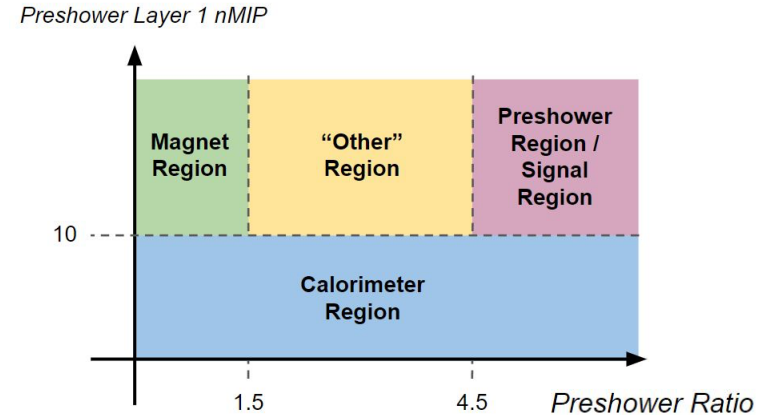 Preshower Layer 1 nMIP
Magnet
Region
“Other”
Region
Preshower
Region /
Signal
Region
10
Calorimeter
Region
1.5
4.5
Preshower Ratio